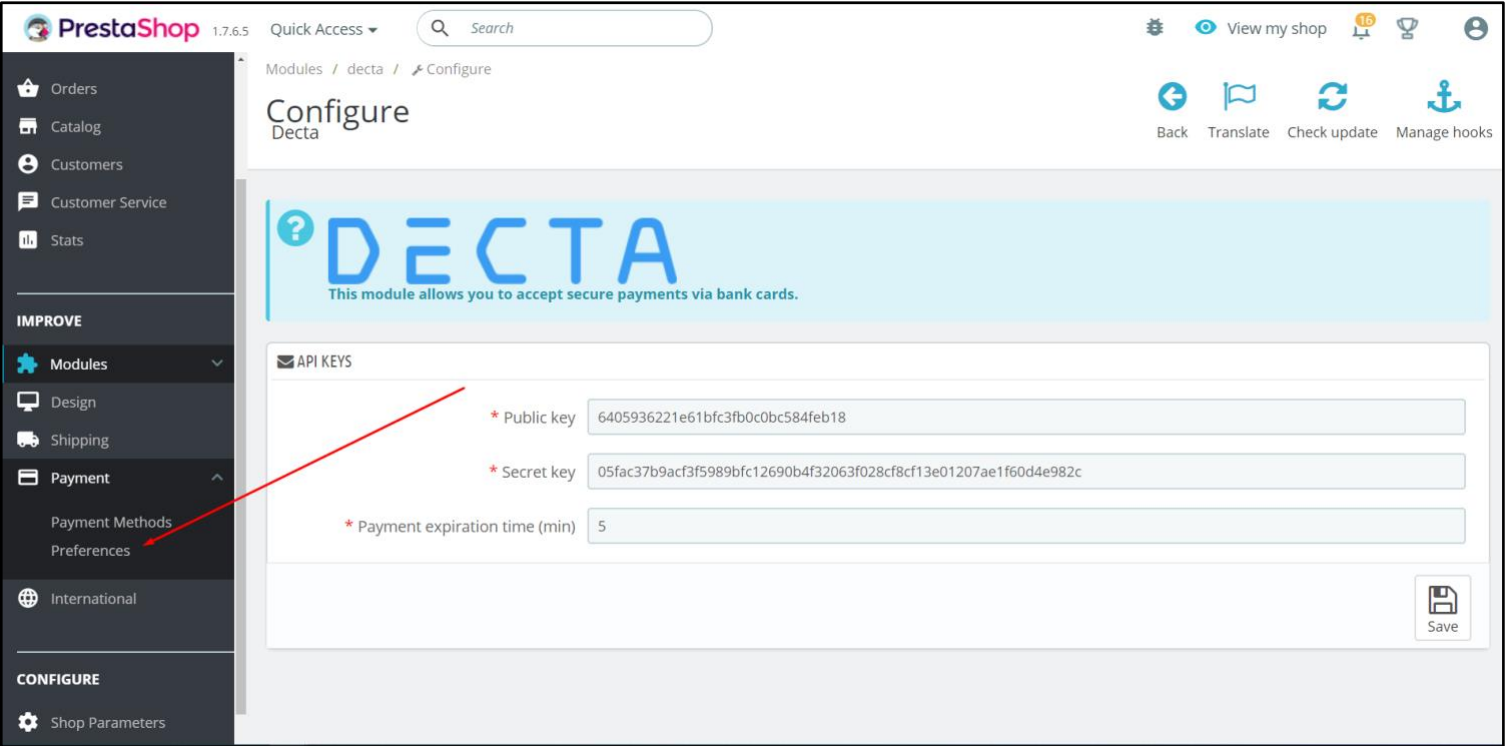 PrestaShop 1.7.6.5 Quick Access Search View my shop 16
Orders
Catalog
Customers
Customer Service
Stats
IMPROVE
Modules
Design
Shipping
Payment
Payment Methods
Preferences
International
CONFIGURE
Shop Parameters
Modules / decta / Configure
Configure
Decta
Back Translate Check update Manage hooks
? DECTA
This module allows you to accept secure payments via bank cards.
API KEYS
* Public key 6405936221e61bfc3fb0c0bc584feb18
* Secret key 05fac37b9acf3f5989bfc12690b4f32063f028cf8cf13e01207ae1f60d4e982c
* Payment expiration time (min) 5
Save